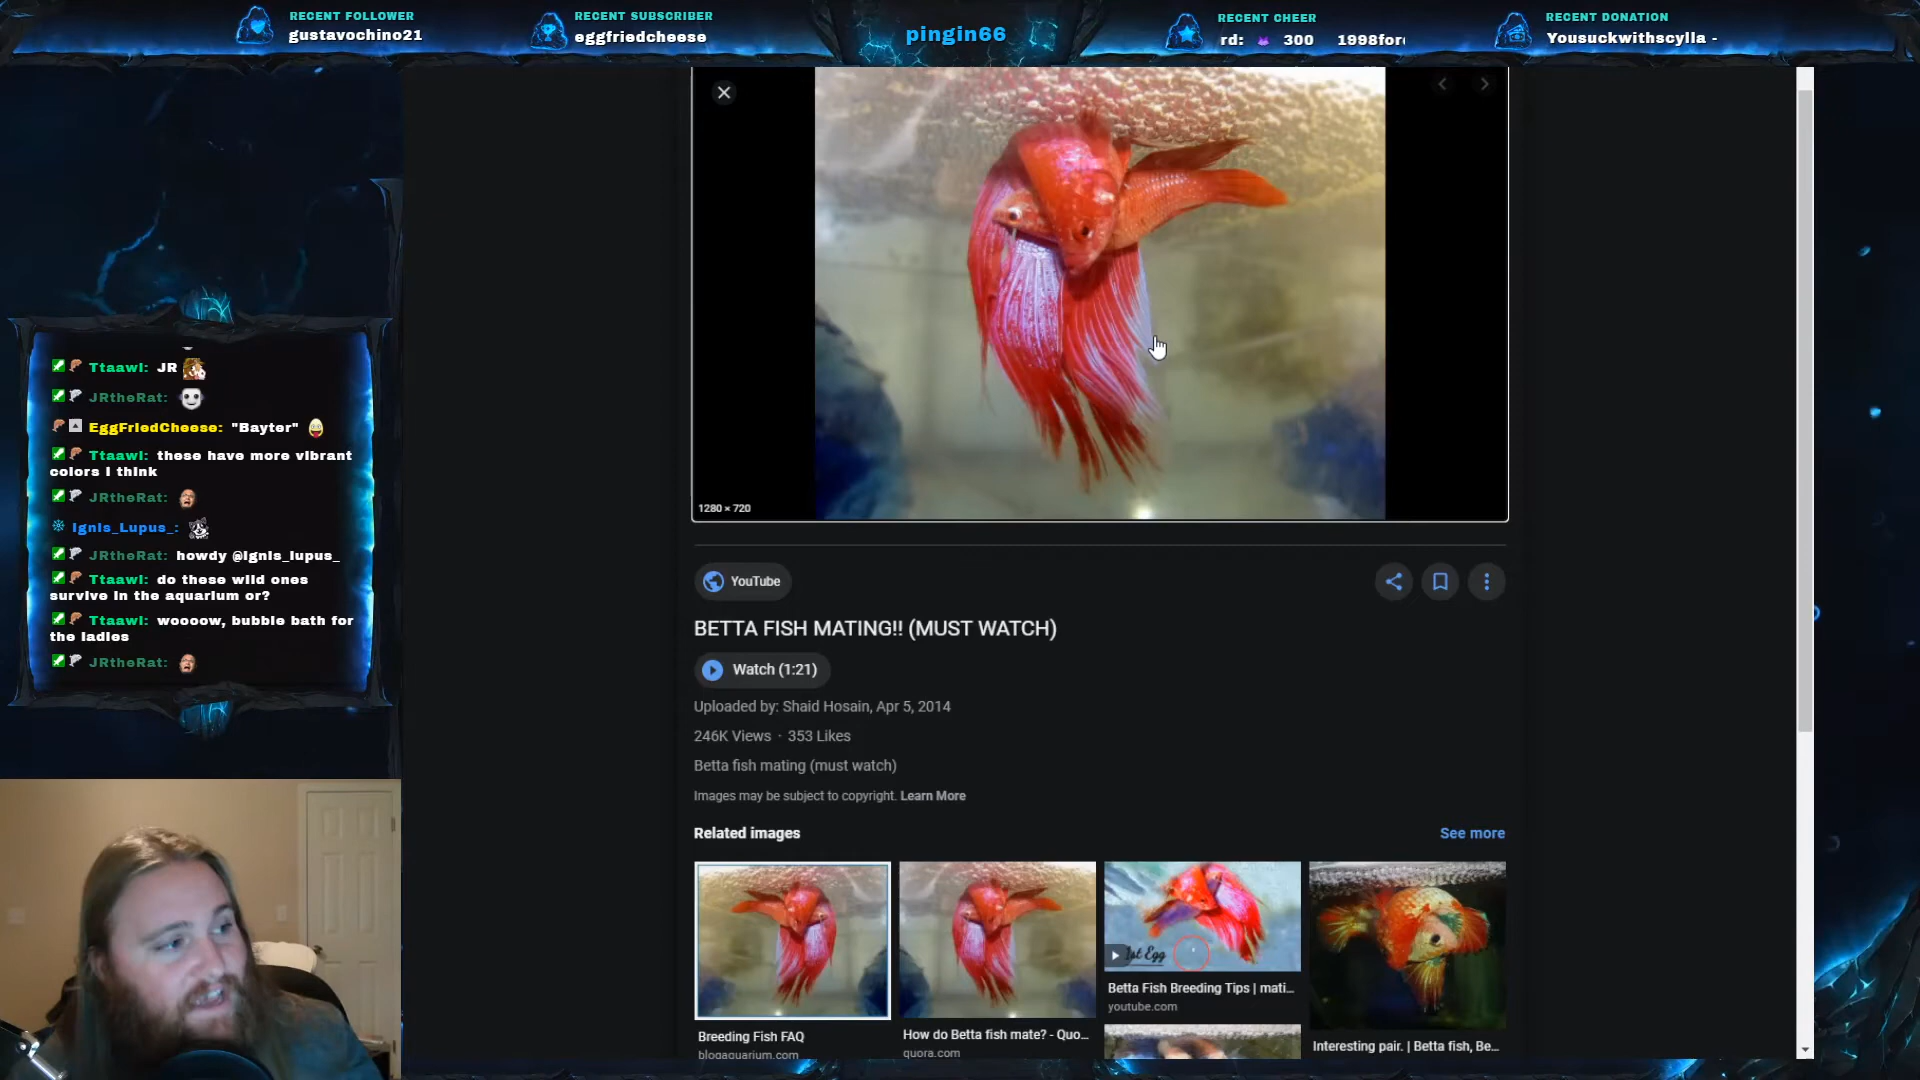 RECENT FOLLOWER
gustavochino21
RECENT SUBSCRIBER
eggfriedcheese
pingin66
RECENT CHEER
rd: 300 1998for
RECENT DONATION
Yousuckwithscylla -
Ttaawl: JR
JRtheRat:
EggFriedCheese: "Bayter"
Ttaawl: these have more vibrant
colors I think
JRtheRat:
Ignis_Lupus_:
JRtheRat: howdy @ignis_lupus_
Ttaawl: do these wild ones
survive in the aquarium or?
Ttaawl: woooow, bubble bath for
the ladies
JRtheRat:
1280 × 720
YouTube
BETTA FISH MATING!! (MUST WATCH)
Watch (1:21)
Uploaded by: Shaid Hosain, Apr 5, 2014
246K Views · 353 Likes
Betta fish mating (must watch)
Images may be subject to copyright. Learn More
Related images
See more
Breeding Fish FAQ
blogaquarium.com
How do Betta fish mate? - Quo...
quora.com
1st Egg
Betta Fish Breeding Tips | mati...
youtube.com
Interesting pair. | Betta fish, Be...